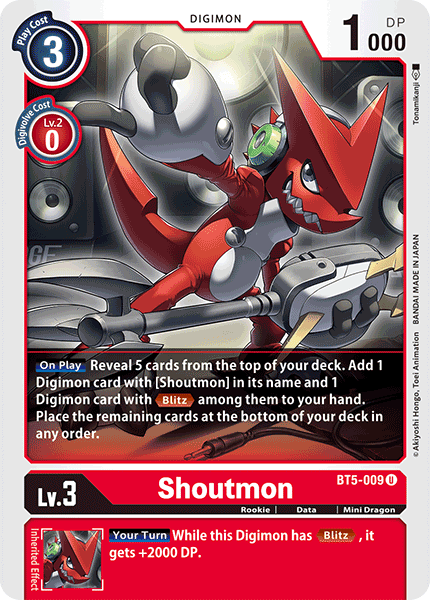 Play Cost
3
DIGIMON
1000
DP
Digivolve Cost
Lv.2
0
Tonamikanji
GE
On Play Reveal 5 cards from the top of your deck. Add 1
Digimon card with [Shoutmon] in its name and 1
Digimon card with Blitz among them to your hand.
Place the remaining cards at the bottom of your deck in
any order.
© Akiyoshi Hongo, Toei Animation BANDAI MADE IN JAPAN
Lv.3
Shoutmon
BT5-009 U
Rookie | Data | Mini Dragon
Inherited Effect
Your Turn While this Digimon has Blitz , it
gets +2000 DP.